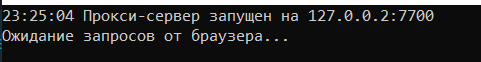 23:25:04 Прокси-сервер запущен на 127.0.0.2:7700
Ожидание запросов от браузера...